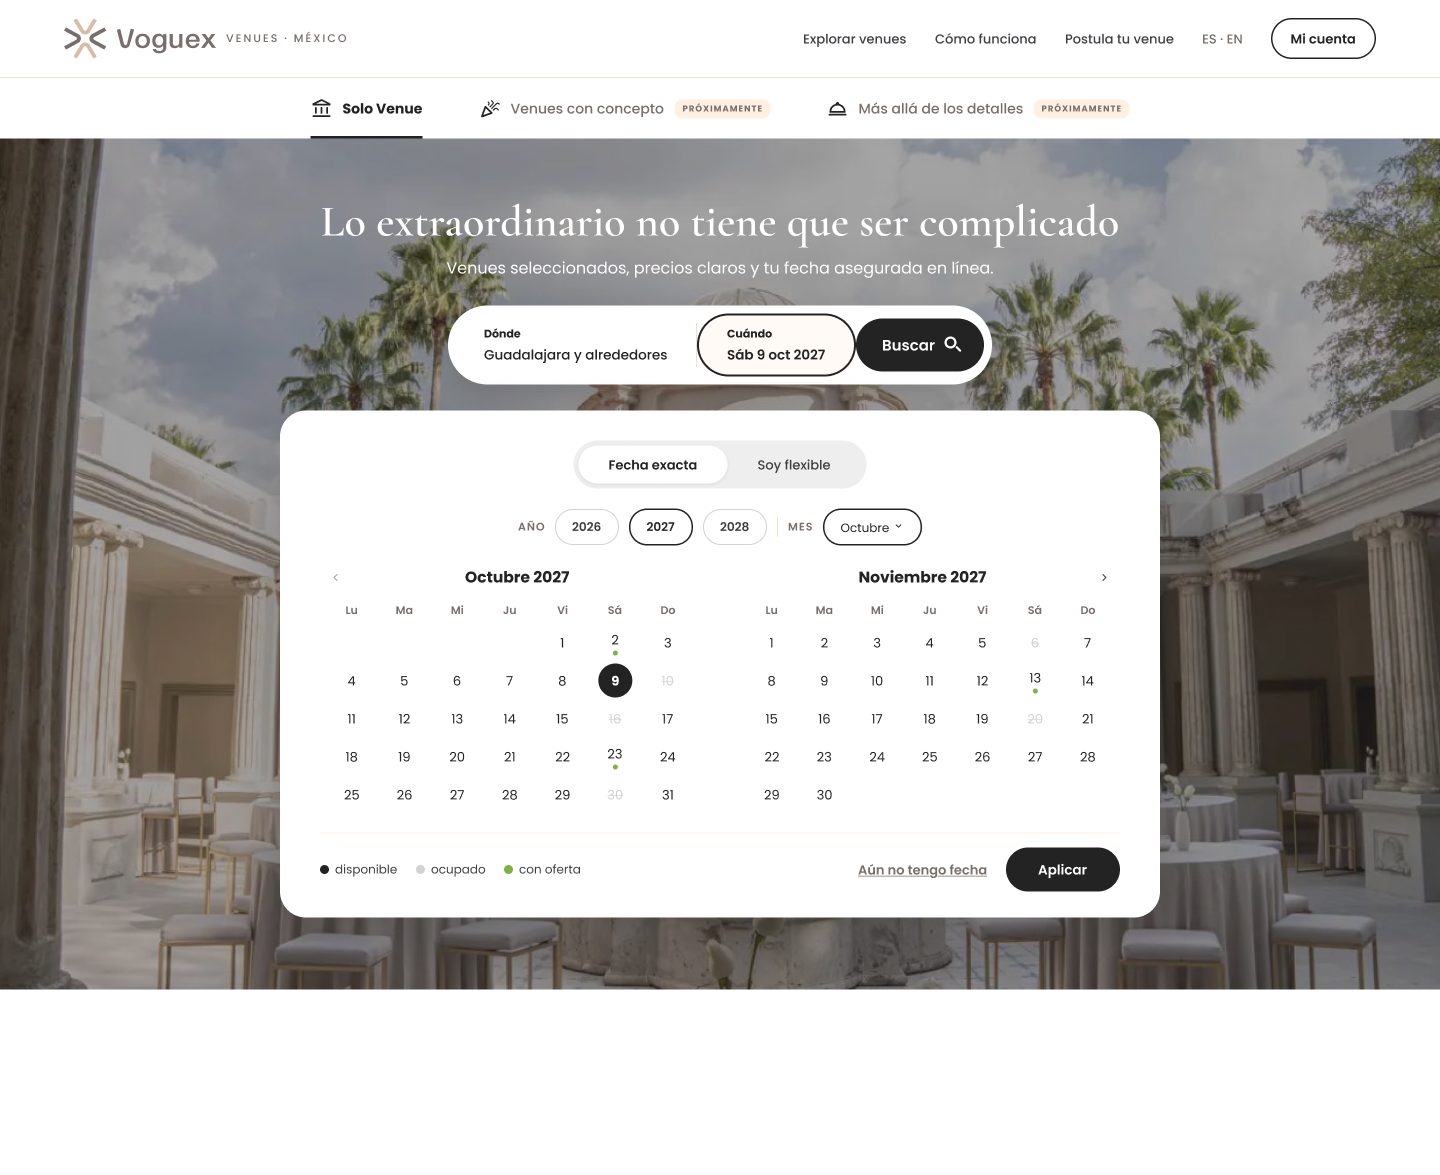 Voguex VENUES · MÉXICO
Explorar venues Cómo funciona Postula tu venue ES · EN Mi cuenta
Solo Venue Venues con concepto PRÓXIMAMENTE Más allá de los detalles PRÓXIMAMENTE
Lo extraordinario no tiene que ser complicado
Venues seleccionados, precios claros y tu fecha asegurada en línea.
Dónde Cuándo
Guadalajara y alrededores Sáb 9 oct 2027 Buscar
Fecha exacta Soy flexible
AÑO 2026 2027 2028 MES Octubre
Octubre 2027
Lu Ma Mi Ju Vi Sá Do
1 2 3
4 5 6 7 8 9 10
11 12 13 14 15 16 17
18 19 20 21 22 23 24
25 26 27 28 29 30 31
Noviembre 2027
Lu Ma Mi Ju Vi Sá Do
1 2 3 4 5 6 7
8 9 10 11 12 13 14
15 16 17 18 19 20 21
22 23 24 25 26 27 28
29 30
disponible ocupado con oferta Aún no tengo fecha Aplicar